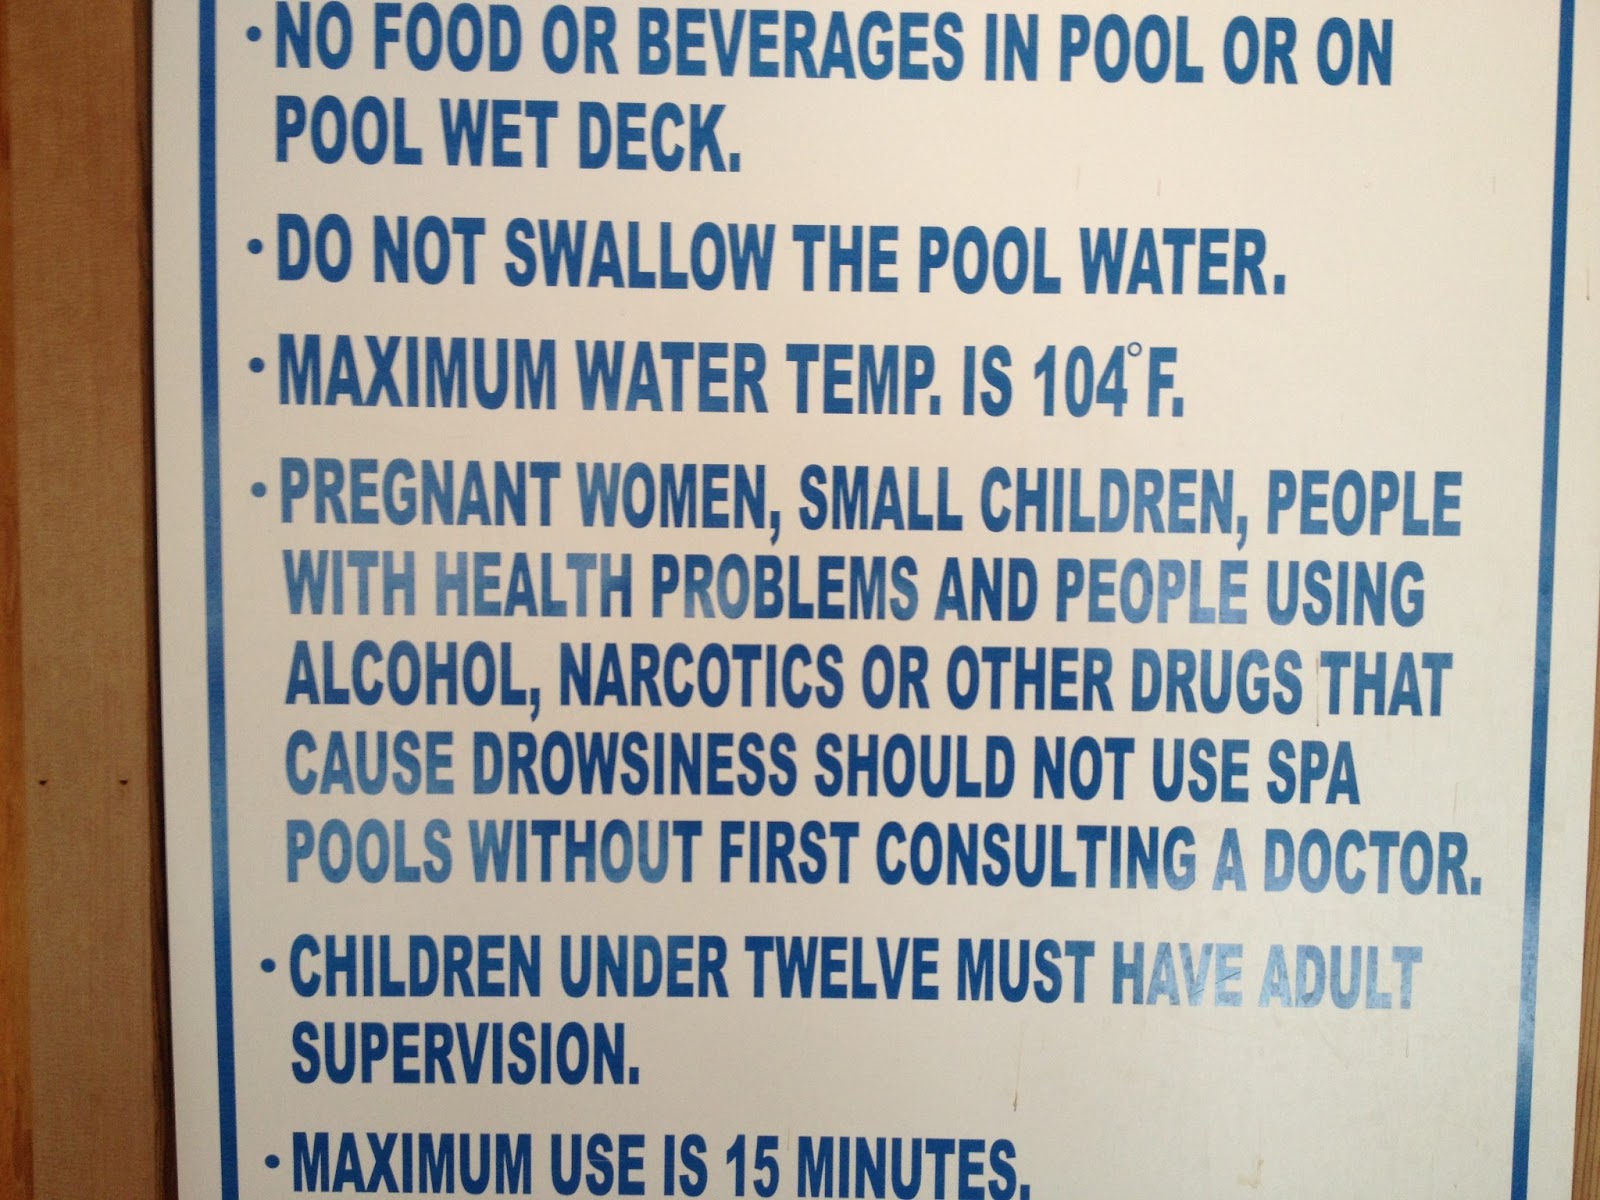 • NO FOOD OR BEVERAGES IN POOL OR ON
POOL WET DECK.
• DO NOT SWALLOW THE POOL WATER.
• MAXIMUM WATER TEMP. IS 104°F.
• PREGNANT WOMEN, SMALL CHILDREN, PEOPLE
WITH HEALTH PROBLEMS AND PEOPLE USING
ALCOHOL, NARCOTICS OR OTHER DRUGS THAT
CAUSE DROWSINESS SHOULD NOT USE SPA
POOLS WITHOUT FIRST CONSULTING A DOCTOR.
• CHILDREN UNDER TWELVE MUST HAVE ADULT
SUPERVISION.
• MAXIMUM USE IS 15 MINUTES.